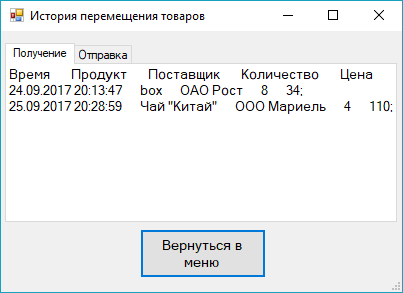 История перемещения товаров
Получение Отправка
Время Продукт Поставщик Количество Цена
24.09.2017 20:13:47 box ОАО Рост 8 34;
25.09.2017 20:28:59 Чай "Китай" ООО Мариель 4 110;
Вернуться в
меню